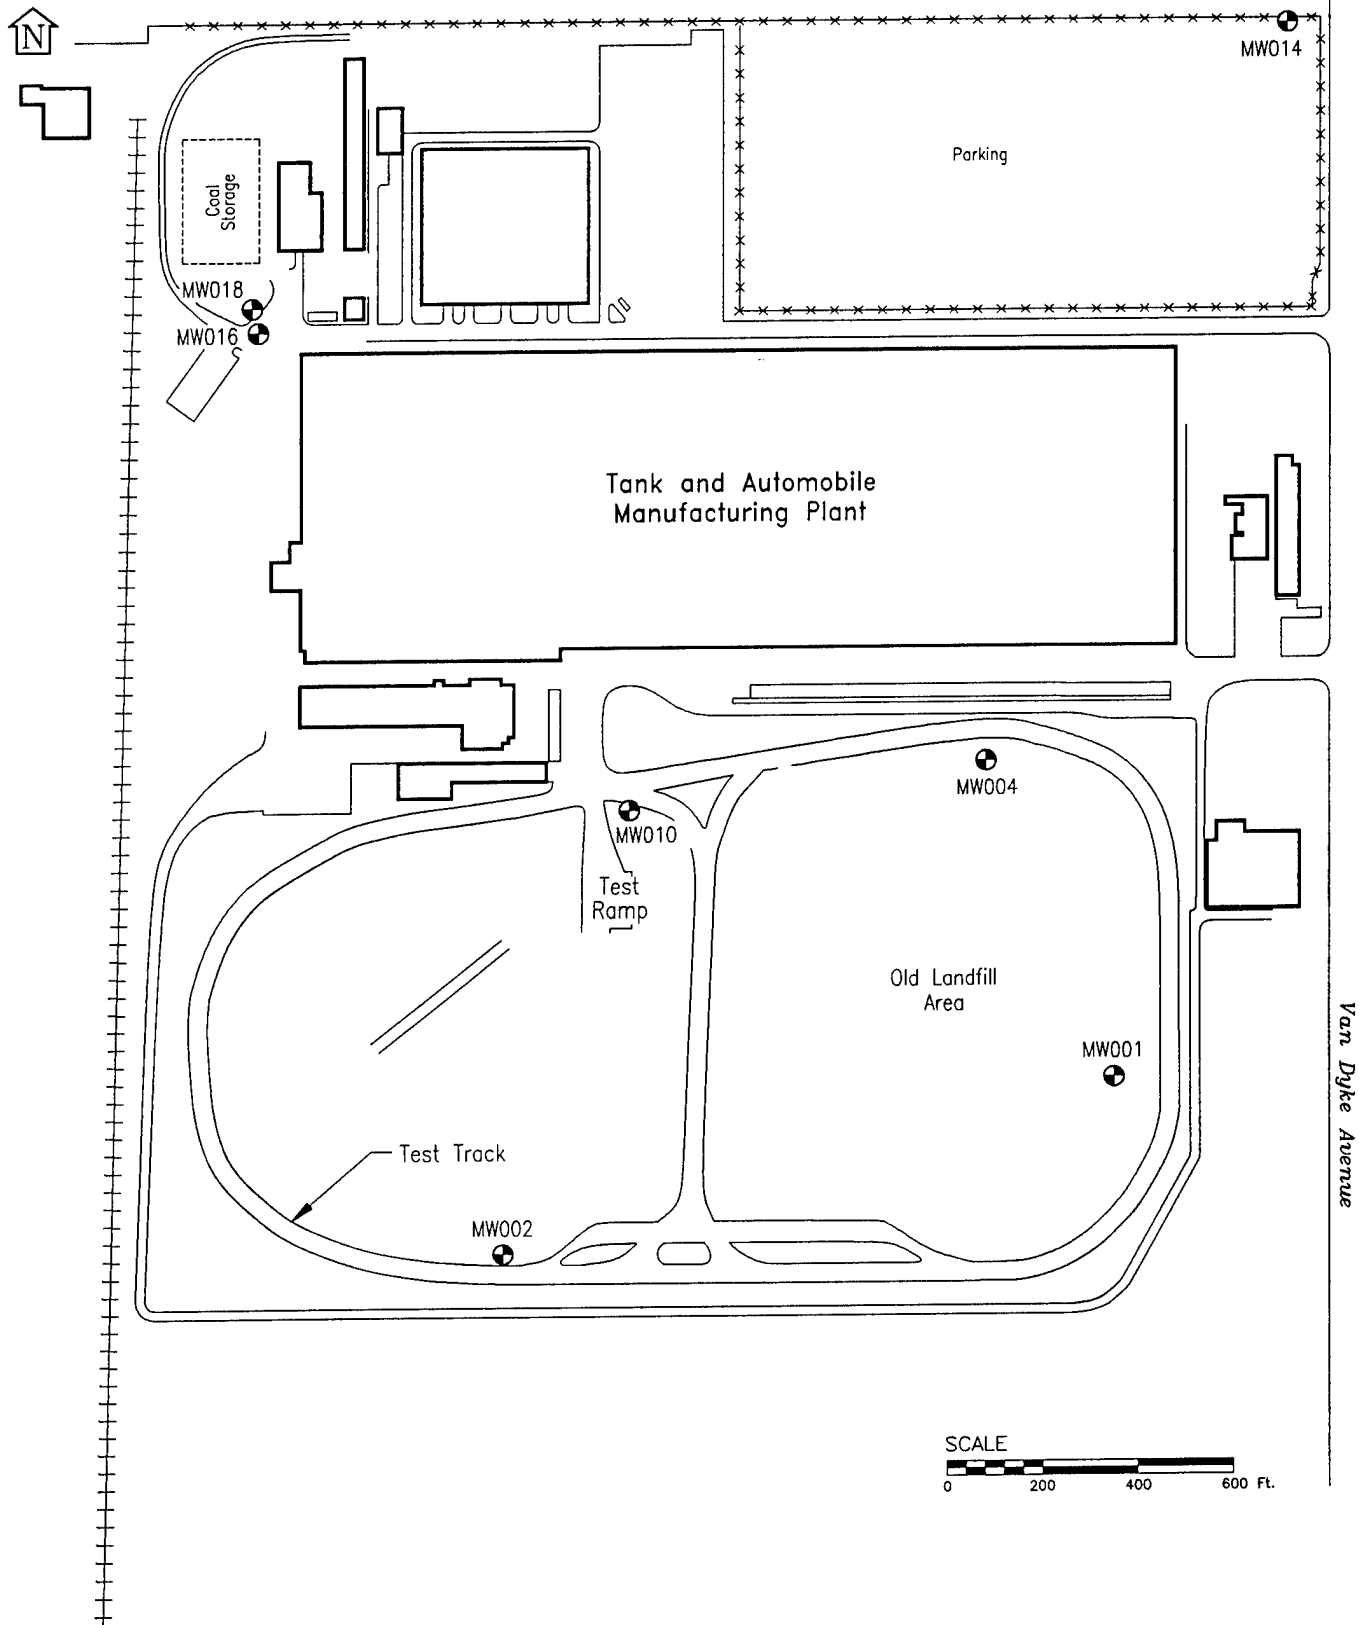 N
MW014
Parking
Coal
Storage
MW018
MW016
Tank and Automobile
Manufacturing Plant
MW004
MW010
Test
Ramp
Old Landfill
Area
MW001
Van Dyke Avenue
Test Track
MW002
SCALE
0 200 400 600 Ft.